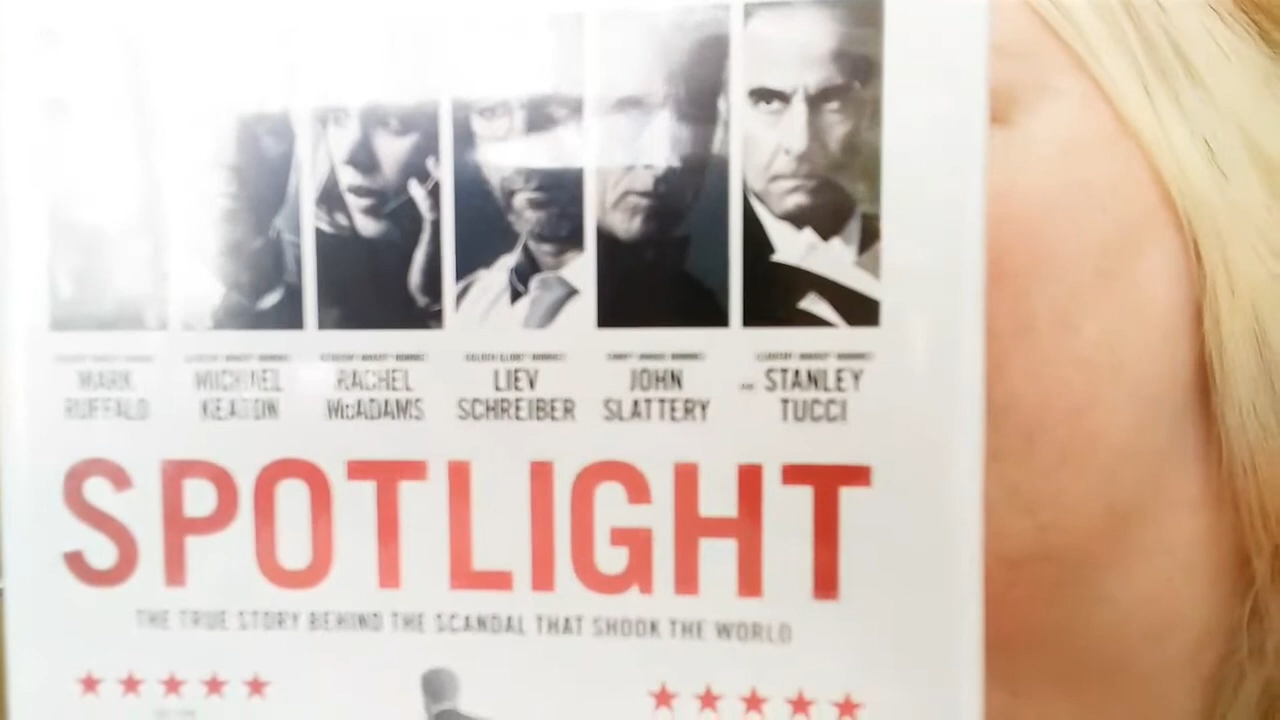 MARK RUFFALO
MICHAEL KEATON
RACHEL McADAMS
LIEV SCHREIBER
JOHN SLATTERY
STANLEY TUCCI
SPOTLIGHT
THE TRUE STORY BEHIND THE SCANDAL THAT SHOOK THE WORLD